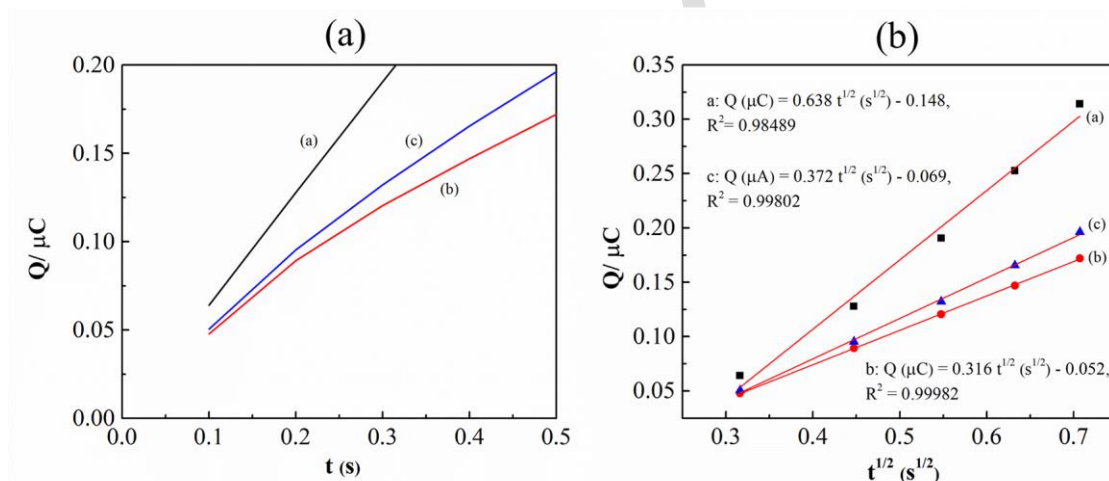 (a)
0.20
0.15
0.10
0.05
0.00
Q/ μC
0.0 0.1 0.2 0.3 0.4 0.5
t (s)
(a)
(c)
(b)
(b)
0.35
0.30
0.25
0.20
0.15
0.10
0.05
Q/ μC
0.3 0.4 0.5 0.6 0.7
t^1/2 (s^1/2)
a: Q (μC) = 0.638 t^1/2 (s^1/2) - 0.148,
R^2= 0.98489
c: Q (μA) = 0.372 t^1/2 (s^1/2) - 0.069,
R^2 = 0.99802
(a)
(c)
(b)
b: Q (μC) = 0.316 t^1/2 (s^1/2) - 0.052,
R^2 = 0.99982